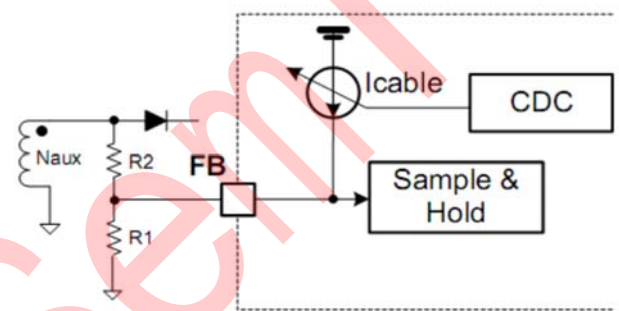 Icable
CDC
Naux
R2
FB
Sample &
Hold
R1